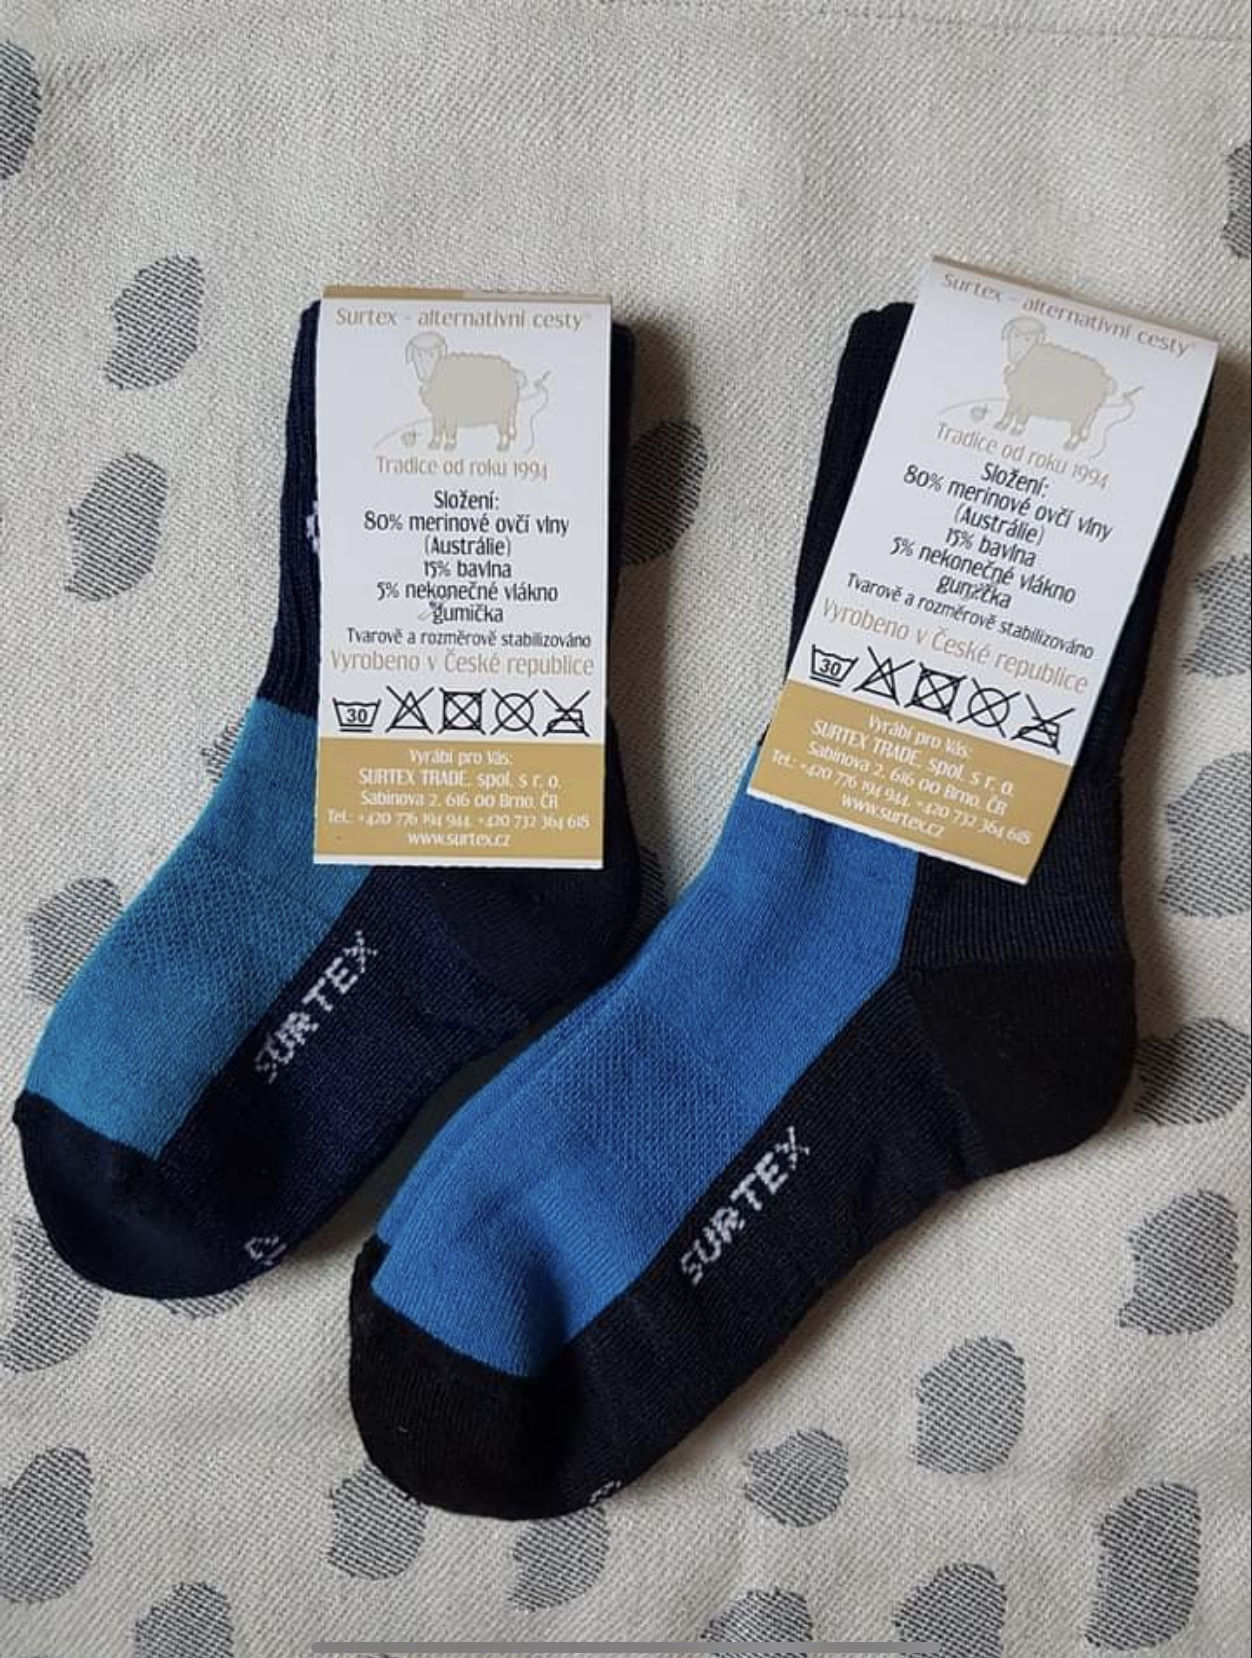 Surtex - alternativní cesty®
Tradice od roku 1994
Složení:
80% merinové ovčí vlny
(Austrálie)
15% bavlna
5% nekonečné vlákno
gumička
Tvarově a rozměrově stabilizováno
Vyrobeno v České republice
30
Vyrábí pro Vás:
SURTEX TRADE, spol. s r. o.
Sabinova 2, 616 00 Brno, ČR
Tel.: +420 776 194 944, +420 732 364 618
www.surtex.cz
SURTEX
Surtex - alternativní cesty®
Tradice od roku 1994
Složení:
80% merinové ovčí vlny
(Austrálie)
15% bavlna
5% nekonečné vlákno
gumička
Tvarově a rozměrově stabilizováno
Vyrobeno v České republice
30
Vyrábí pro Vás:
SURTEX TRADE, spol. s r. o.
Sabinova 2, 616 00 Brno, ČR
Tel.: +420 776 194 944, +420 732 364 618
www.surtex.cz
SURTEX